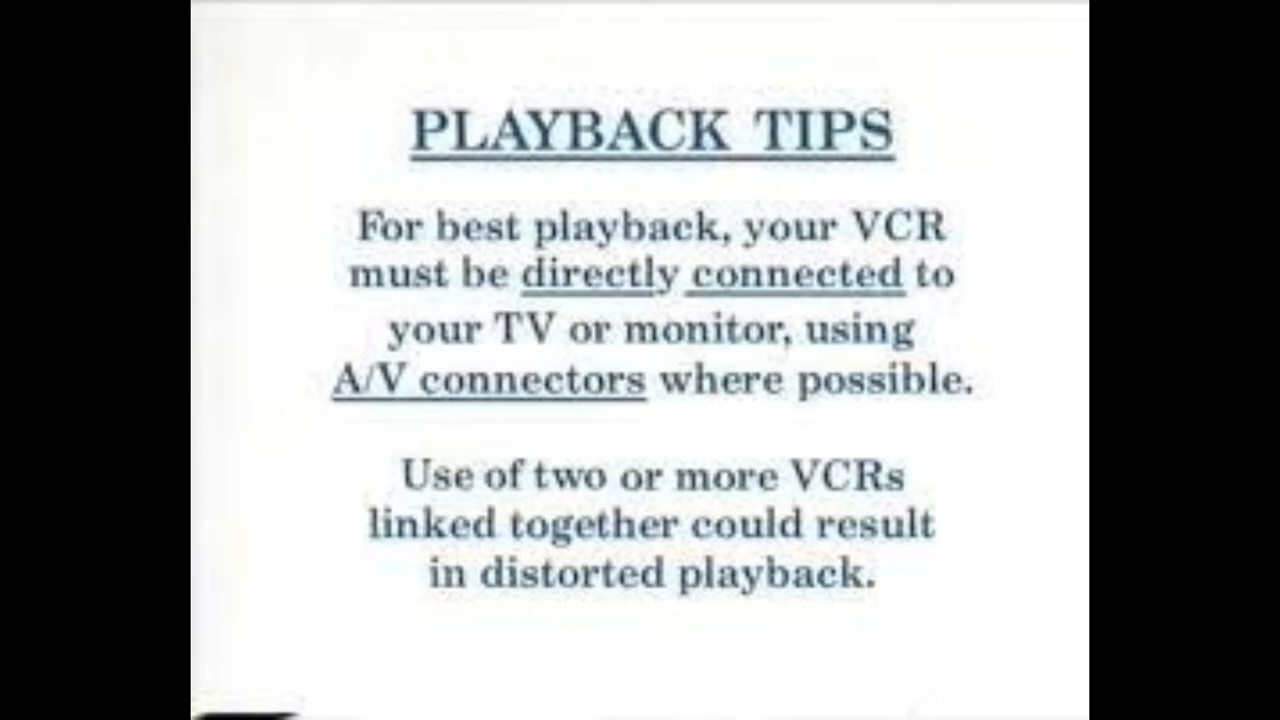 PLAYBACK TIPS
For best playback, your VCR
must be directly connected to
your TV or monitor, using
A/V connectors where possible.
Use of two or more VCRs
linked together could result
in distorted playback.